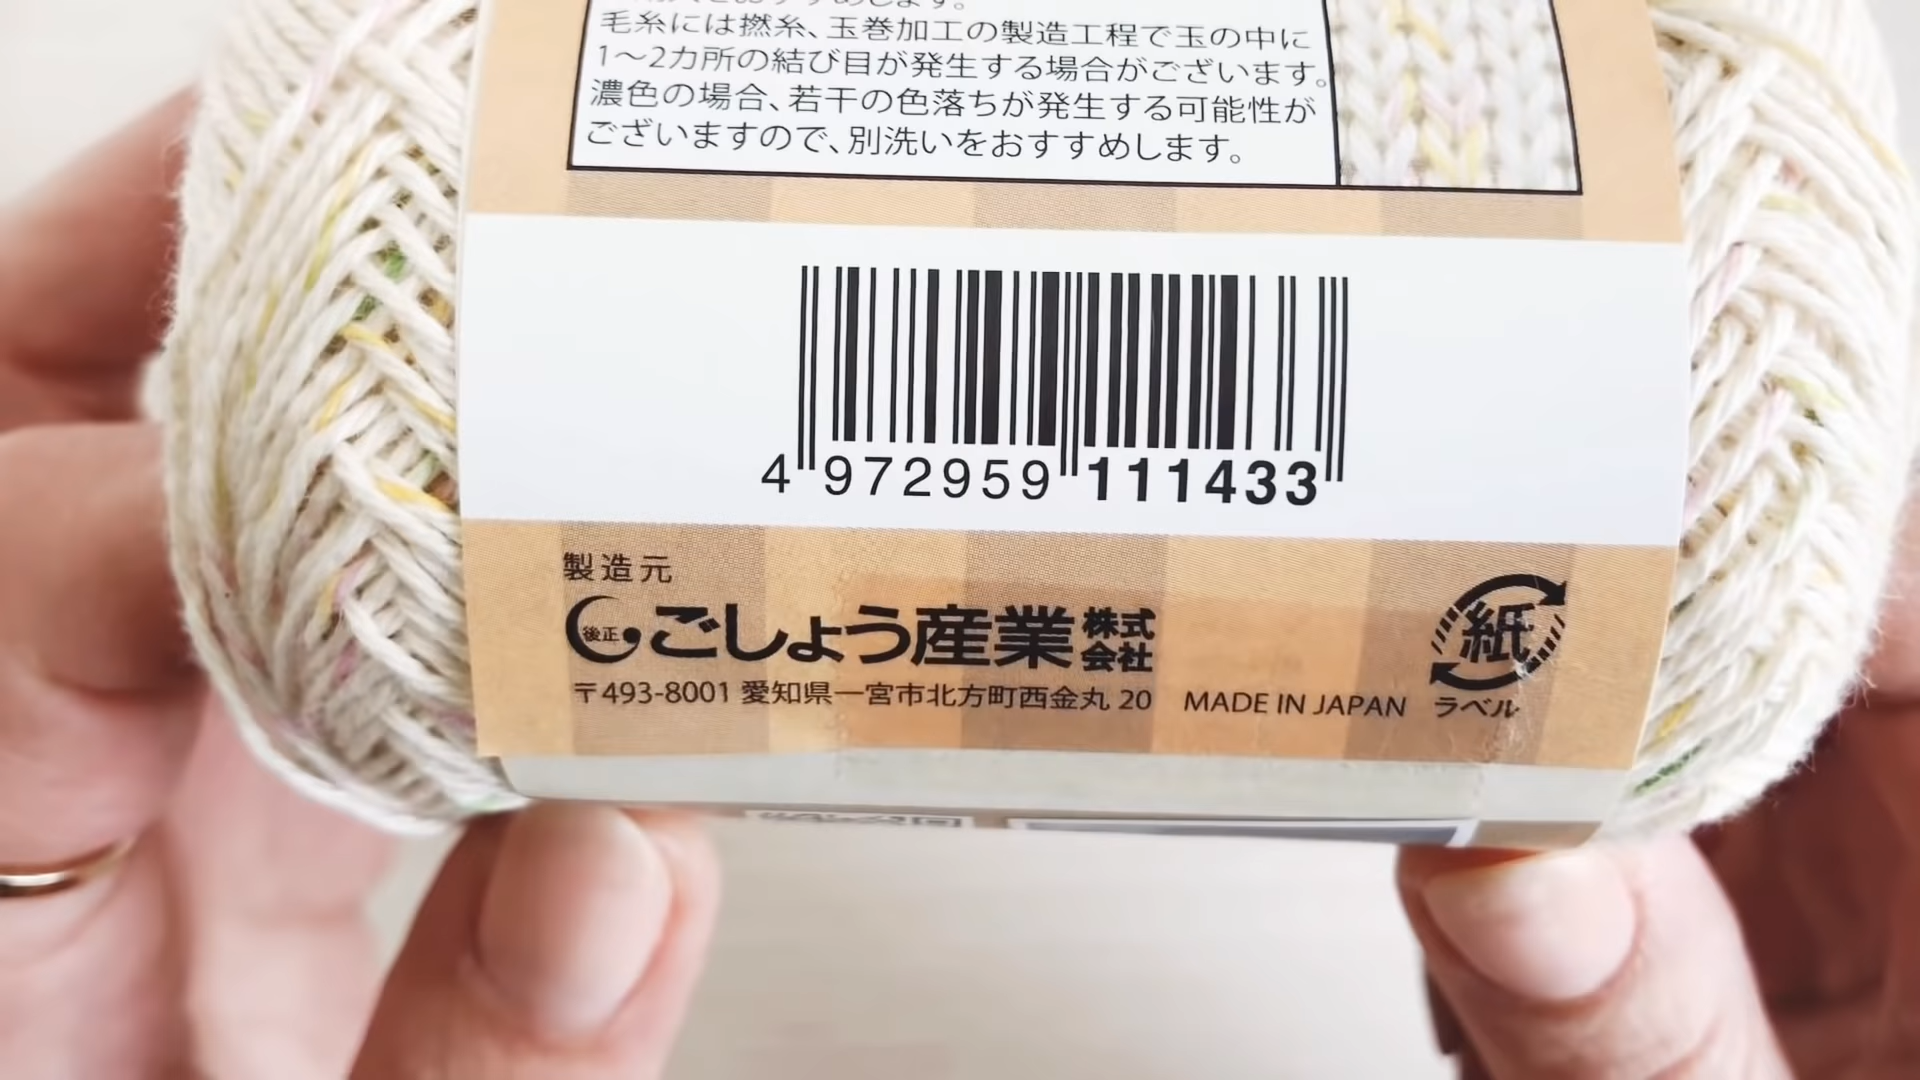 毛糸には撚糸、玉巻加工の製造工程で玉の中に
1～2カ所の結び目が発生する場合がございます。
濃色の場合、若干の色落ちが発生する可能性が
ございますので、別洗いをおすすめします。
4 972959 111433
製造元
後正 ごしょう産業 株式会社
〒493-8001 愛知県一宮市北方町西金丸 20 MADE IN JAPAN
紙
ラベル